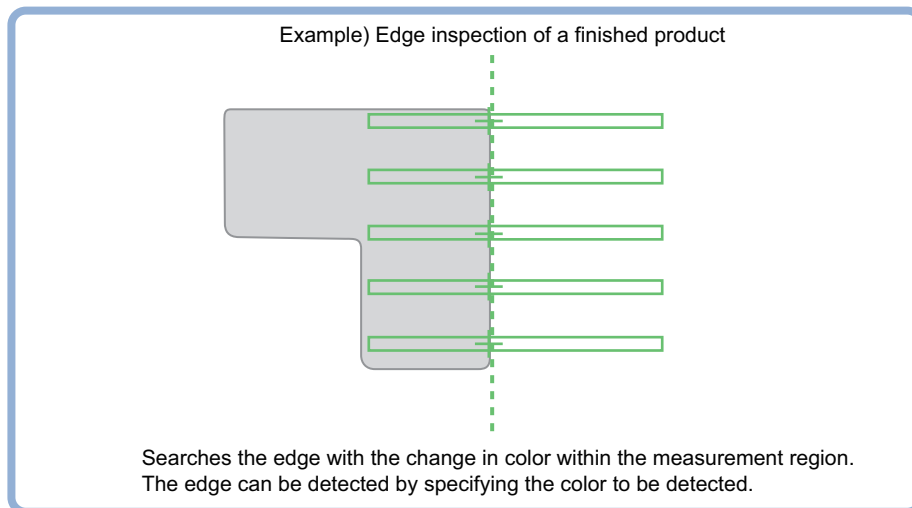 Example) Edge inspection of a finished product
Searches the edge with the change in color within the measurement region.
The edge can be detected by specifying the color to be detected.